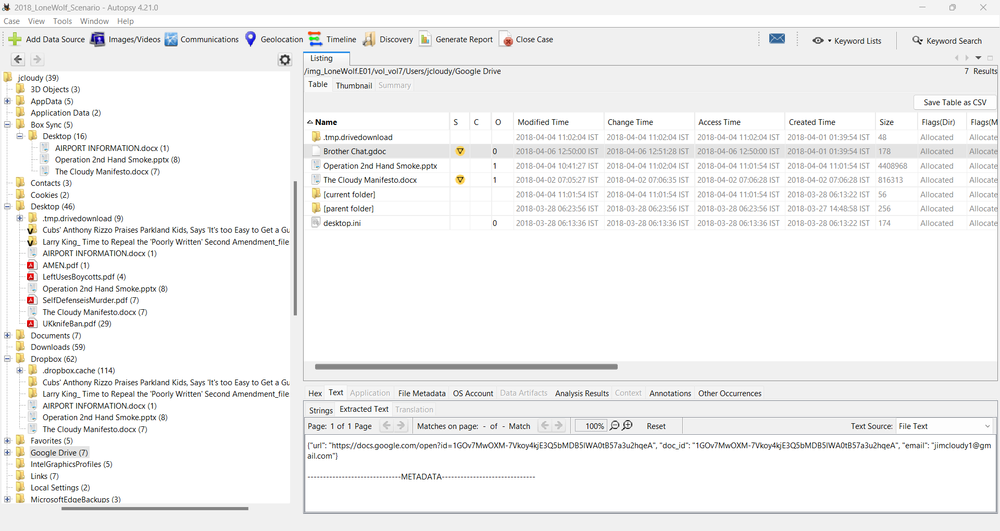 2018_LoneWolf_Scenario - Autopsy 4.21.0
Case View Tools Window Help
Add Data Source Images/Videos Communications Geolocation Timeline Discovery Generate Report Close Case Keyword Lists Keyword Search
jcloudy (39)
3D Objects (3)
AppData (5)
Application Data (2)
Box Sync (5)
Desktop (16)
AIRPORT INFORMATION.docx (1)
Operation 2nd Hand Smoke.pptx (8)
The Cloudy Manifesto.docx (7)
Contacts (3)
Cookies (2)
Desktop (46)
.tmp.drivedownload (9)
Cubs' Anthony Rizzo Praises Parkland Kids, Says 'It's too Easy to Get a Gu
Larry King_ Time to Repeal the 'Poorly Written' Second Amendment_file
AIRPORT INFORMATION.docx (1)
AMEN.pdf (1)
LeftUsesBoycotts.pdf (4)
Operation 2nd Hand Smoke.pptx (8)
SelfDefenseisMurder.pdf (7)
The Cloudy Manifesto.docx (7)
UKknifeBan.pdf (29)
Documents (7)
Downloads (59)
Dropbox (62)
.dropbox.cache (114)
Cubs' Anthony Rizzo Praises Parkland Kids, Says 'It's too Easy to Get a Gu
Larry King_ Time to Repeal the 'Poorly Written' Second Amendment_file
AIRPORT INFORMATION.docx (1)
Operation 2nd Hand Smoke.pptx (8)
The Cloudy Manifesto.docx (7)
Favorites (5)
Google Drive (7)
IntelGraphicsProfiles (5)
Links (7)
Local Settings (2)
MicrosoftEdgeBackups (3)
Listing
/img_LoneWolf.E01/vol_vol7/Users/jcloudy/Google Drive 7 Results
Table Thumbnail Summary
Save Table as CSV
Name S C O Modified Time Change Time Access Time Created Time Size Flags(Dir) Flags(M
.tmp.drivedownload 2018-04-04 11:02:04 IST 2018-04-04 11:02:04 IST 2018-04-04 11:02:04 IST 2018-04-01 01:39:54 IST 48 Allocated Allocate
Brother Chat.gdoc 0 2018-04-06 12:50:00 IST 2018-04-06 12:51:28 IST 2018-04-06 12:50:00 IST 2018-04-01 01:39:54 IST 178 Allocated Allocate
Operation 2nd Hand Smoke.pptx 1 2018-04-04 10:41:27 IST 2018-04-04 11:02:04 IST 2018-04-04 11:01:54 IST 2018-04-04 11:01:54 IST 4408968 Allocated Allocate
The Cloudy Manifesto.docx 1 2018-04-02 07:05:27 IST 2018-04-02 07:06:35 IST 2018-04-02 07:06:28 IST 2018-04-02 07:06:28 IST 816313 Allocated Allocate
[current folder] 2018-04-04 11:01:54 IST 2018-04-04 11:01:54 IST 2018-04-04 11:01:54 IST 2018-03-28 06:13:22 IST 56 Allocated Allocate
[parent folder] 2018-03-28 06:23:56 IST 2018-03-28 06:23:56 IST 2018-03-28 06:23:56 IST 2018-03-27 14:48:58 IST 256 Allocated Allocate
desktop.ini 0 2018-03-28 06:13:36 IST 2018-03-28 06:13:36 IST 2018-03-28 06:13:36 IST 2018-03-28 06:13:22 IST 174 Allocated Allocate
Hex Text Application File Metadata OS Account Data Artifacts Analysis Results Context Annotations Other Occurrences
Strings Extracted Text Translation
Page: 1 of 1 Page Matches on page: - of - Match 100% Reset Text Source: File Text
{"url": "https://docs.google.com/open?id=1GOv7MwOXM-7Vkoy4kjE3Q5bMDB5lWA0tB57a3u2hqeA", "doc_id": "1GOv7MwOXM-7Vkoy4kjE3Q5bMDB5lWA0tB57a3u2hqeA", "email": "jimcloudy1@gm
ail.com"}
------------------------------METADATA------------------------------